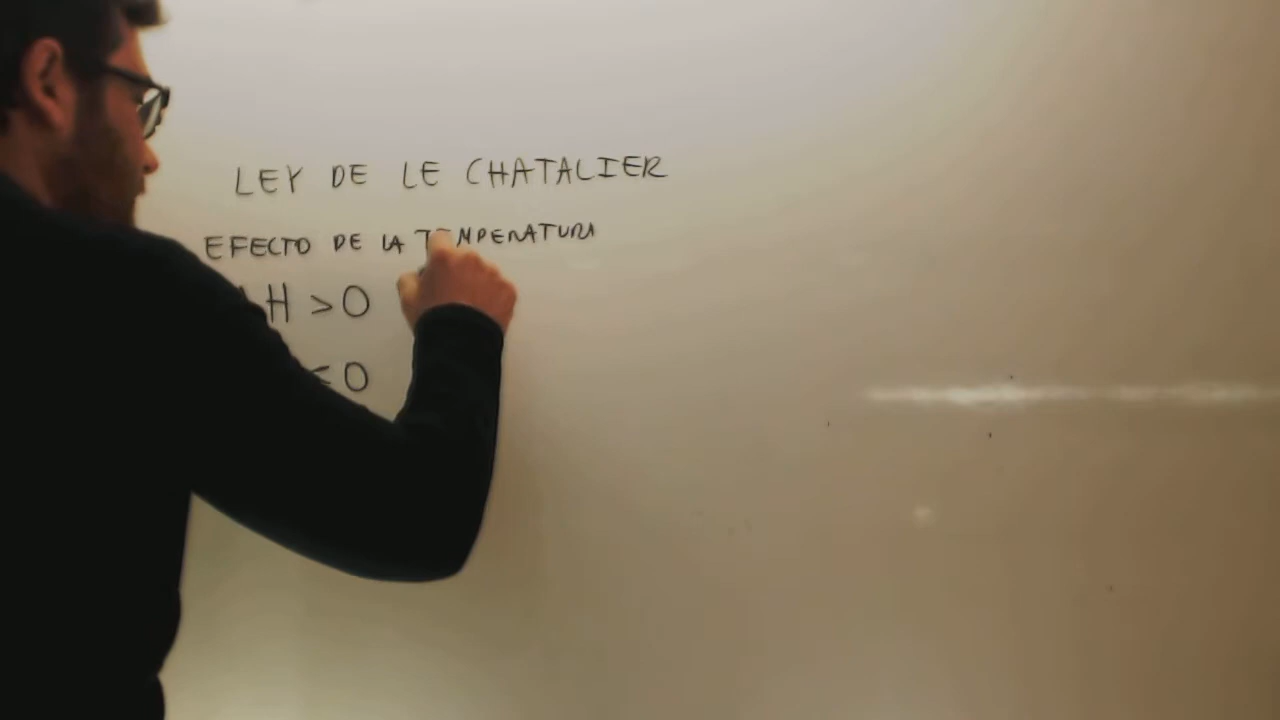 LEY DE LE CHATALIER
EFECTO DE LA TEMPERATURA
H > 0
< 0